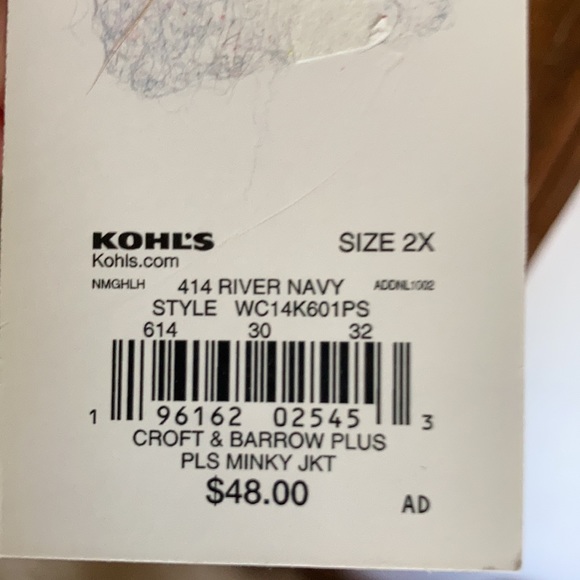 KOHL'S SIZE 2X
Kohls.com
NMGHLH 414 RIVER NAVY ADDNL1002
STYLE WC14K601PS
614 30 32
1 96162 02545 3
CROFT & BARROW PLUS
PLS MINKY JKT
$48.00
AD